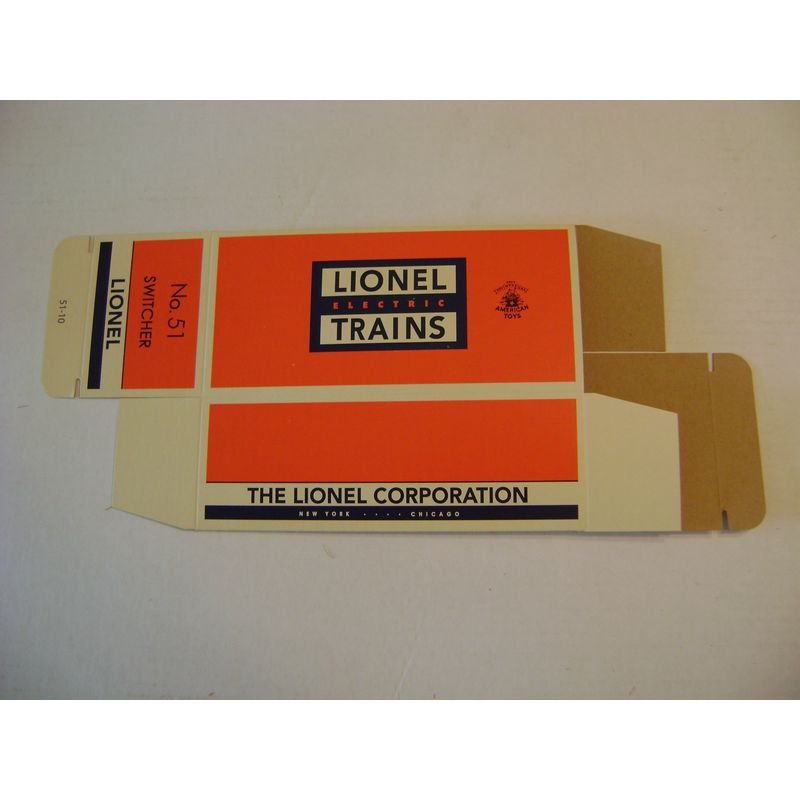 LIONEL
ELECTRIC
TRAINS
AMERICAN
TOYS
No. 51
SWITCHER
LIONEL
51-10
THE LIONEL CORPORATION
NEW YORK · · · · CHICAGO